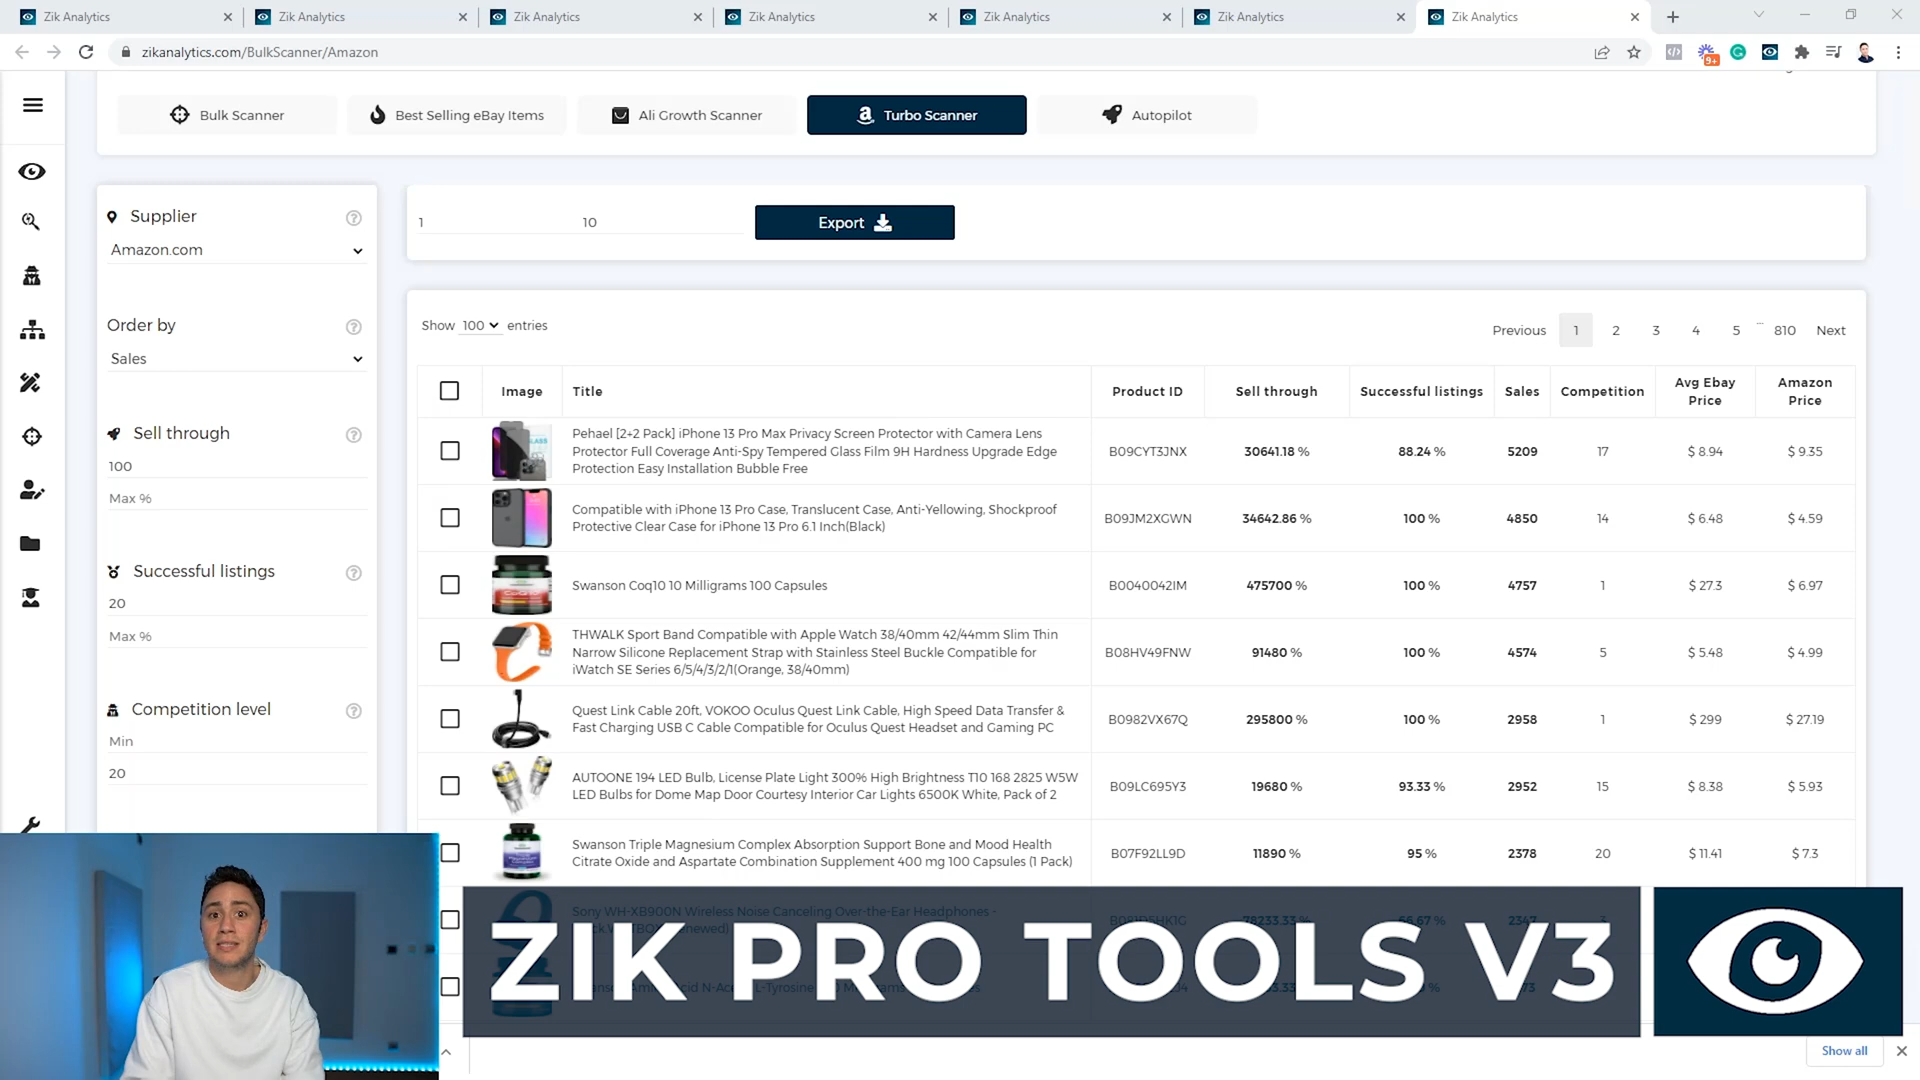 Zik Analytics
Zik Analytics
Zik Analytics
Zik Analytics
Zik Analytics
Zik Analytics
Zik Analytics
zikanalytics.com/BulkScanner/Amazon
9+
Bulk Scanner
Best Selling eBay Items
Ali Growth Scanner
Turbo Scanner
Autopilot
Supplier
Amazon.com
Order by
Sales
Sell through
100
Max %
Successful listings
20
Max %
Competition level
Min
20
1 10 Export
Show 100 entries
Previous 1 2 3 4 5 ... 810 Next
Image Title Product ID Sell through Successful listings Sales Competition Avg Ebay Price Amazon Price
Pehael [2+2 Pack] iPhone 13 Pro Max Privacy Screen Protector with Camera Lens
Protector Full Coverage Anti-Spy Tempered Glass Film 9H Hardness Upgrade Edge
Protection Easy Installation Bubble Free
B09CYT3JNX 30641.18 % 88.24 % 5209 17 $ 8.94 $ 9.35
Compatible with iPhone 13 Pro Case, Translucent Case, Anti-Yellowing, Shockproof
Protective Clear Case for iPhone 13 Pro 6.1 Inch(Black)
B09JM2XGWN 34642.86 % 100 % 4850 14 $ 6.48 $ 4.59
Swanson Coq10 10 Milligrams 100 Capsules
B0040042IM 475700 % 100 % 4757 1 $ 27.3 $ 6.97
THWALK Sport Band Compatible with Apple Watch 38/40mm 42/44mm Slim Thin
Narrow Silicone Replacement Strap with Stainless Steel Buckle Compatible for
iWatch SE Series 6/5/4/3/2/1(Orange, 38/40mm)
B08HV49FNW 91480 % 100 % 4574 5 $ 5.48 $ 4.99
Quest Link Cable 20ft, VOKOO Oculus Quest Link Cable, High Speed Data Transfer &
Fast Charging USB C Cable Compatible for Oculus Quest Headset and Gaming PC
B0982VX67Q 295800 % 100 % 2958 1 $ 299 $ 27.19
AUTOONE 194 LED Bulb, License Plate Light 300% High Brightness T10 168 2825 W5W
LED Bulbs for Dome Map Door Courtesy Interior Car Lights 6500K White, Pack of 2
B09LC695Y3 19680 % 93.33 % 2952 15 $ 8.38 $ 5.93
Swanson Triple Magnesium Complex Absorption Support Bone and Mood Health
Citrate Oxide and Aspartate Combination Supplement 400 mg 100 Capsules (1 Pack)
B07F92LL9D 11890 % 95 % 2378 20 $ 11.41 $ 7.3
Sony WH-XB900N Wireless Noise Canceling Over-the-Ear Headphones -
ZIK PRO TOOLS V3
Show all